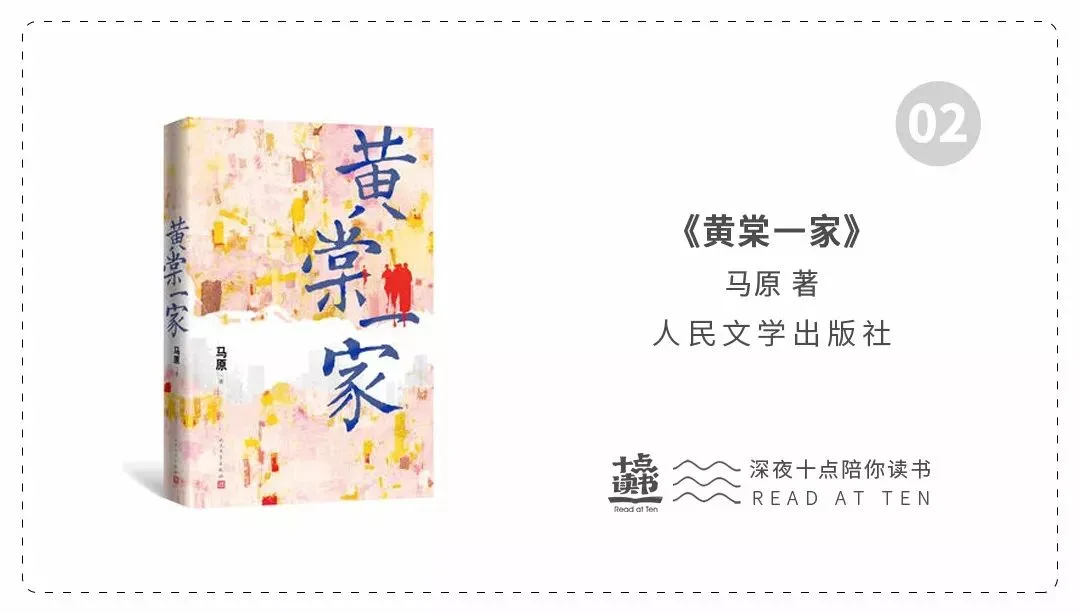 黄棠一家
马原 著
黄棠一家
马原
02
《黄棠一家》
马原 著
人民文学出版社
十点读书
Read at Ten
深夜十点陪你读书
READ AT TEN